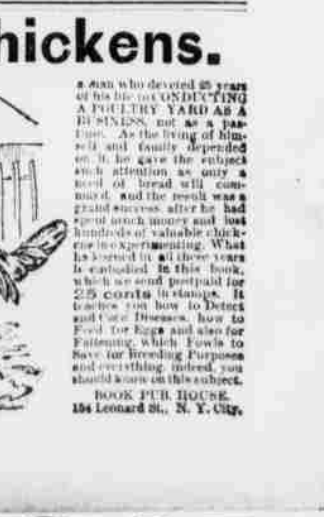 hickens.
a man who devoted 25 years
of his life to CONDUCTING
A POULTRY YARD AS A
BUSINESS, not as a pas-
time. As the living of him-
self and family depended
on it, he gave the subject
such attention as only a
need of bread will com-
mand, and the result was a
grand success, after he had
spent much money and lost
hundreds of valuable chick-
ens in experimenting. What
he learned in all these years
is embodied in this book,
which we send postpaid for
25 cents in stamps. It
teaches you how to Detect
and Cure Diseases, how to
Feed for Eggs and also for
Fattening, which Fowls to
Save for Breeding Purposes
and everything, indeed, you
should know on this subject.
BOOK PUB. HOUSE
134 Leonard St., N. Y. City.